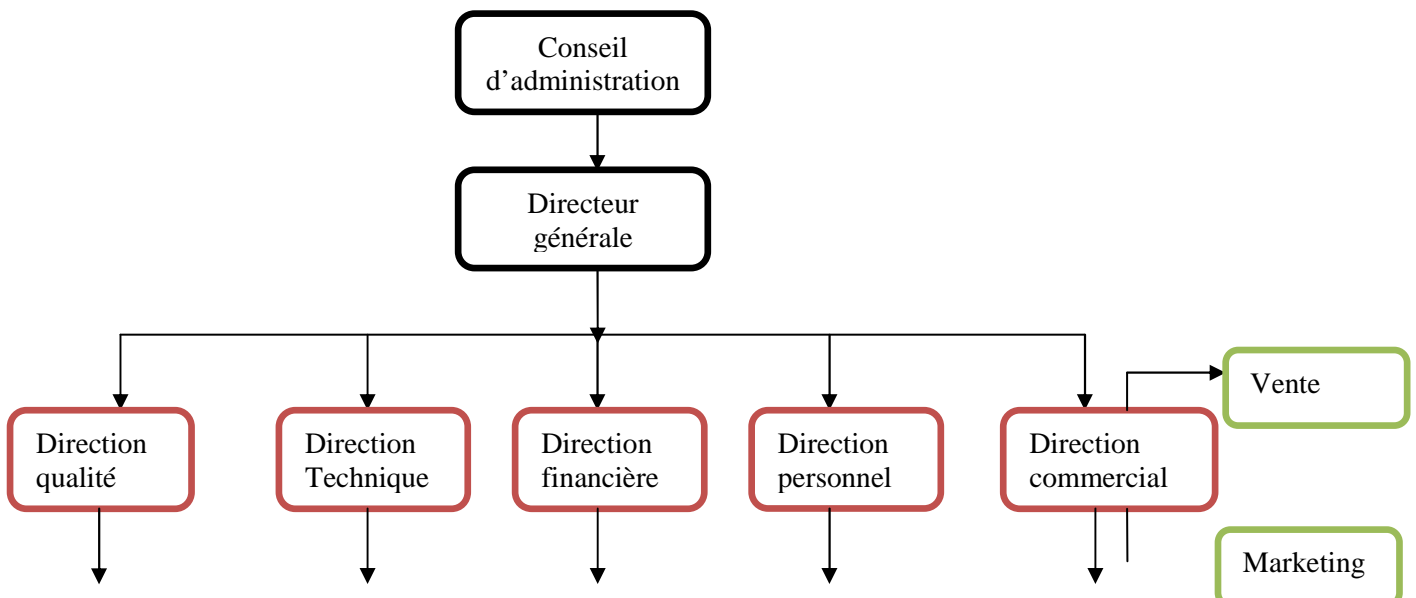 Conseil
d’administration
Directeur
générale
Vente
Direction
qualité
Direction
Technique
Direction
financière
Direction
personnel
Direction
commercial
Marketing